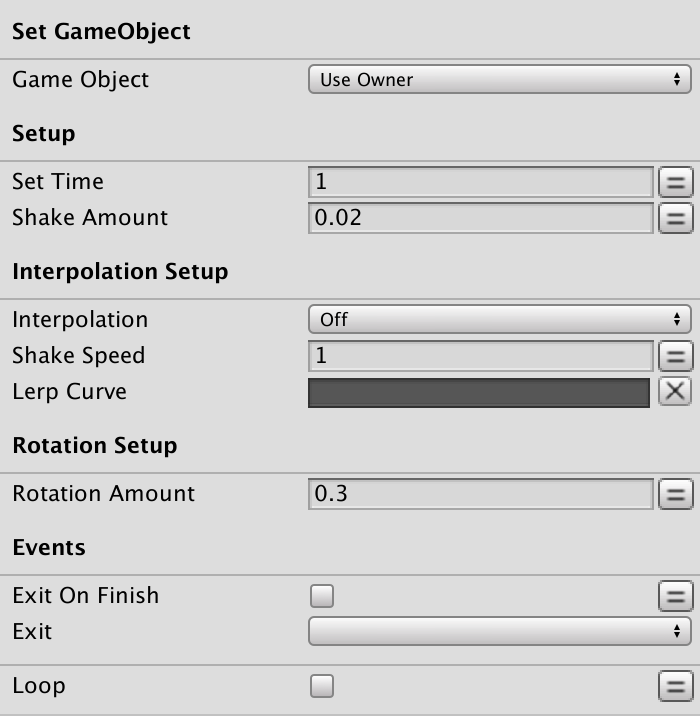 Set GameObject
Game Object Use Owner
Setup
Set Time 1
Shake Amount 0.02
Interpolation Setup
Interpolation Off
Shake Speed 1
Lerp Curve
Rotation Setup
Rotation Amount 0.3
Events
Exit On Finish
Exit
Loop